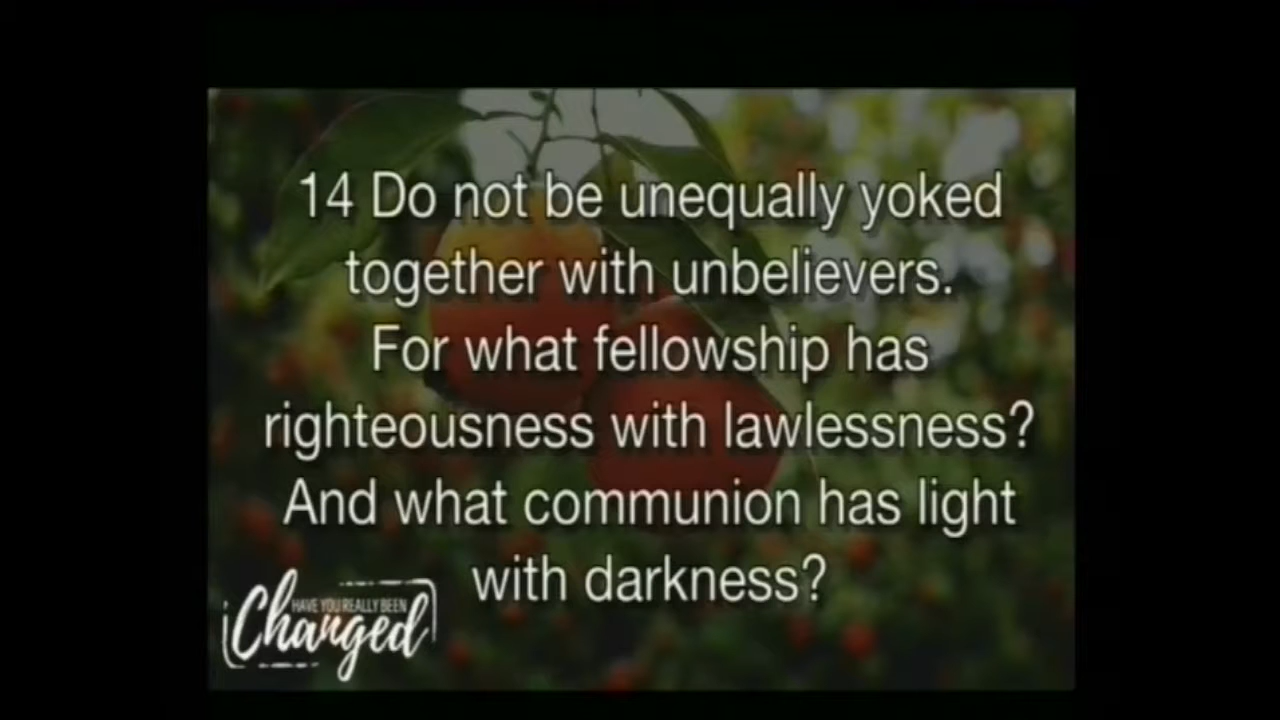 14 Do not be unequally yoked
together with unbelievers.
For what fellowship has
righteousness with lawlessness?
And what communion has light
with darkness?
HAVE YOU REALLY BEEN
Changed